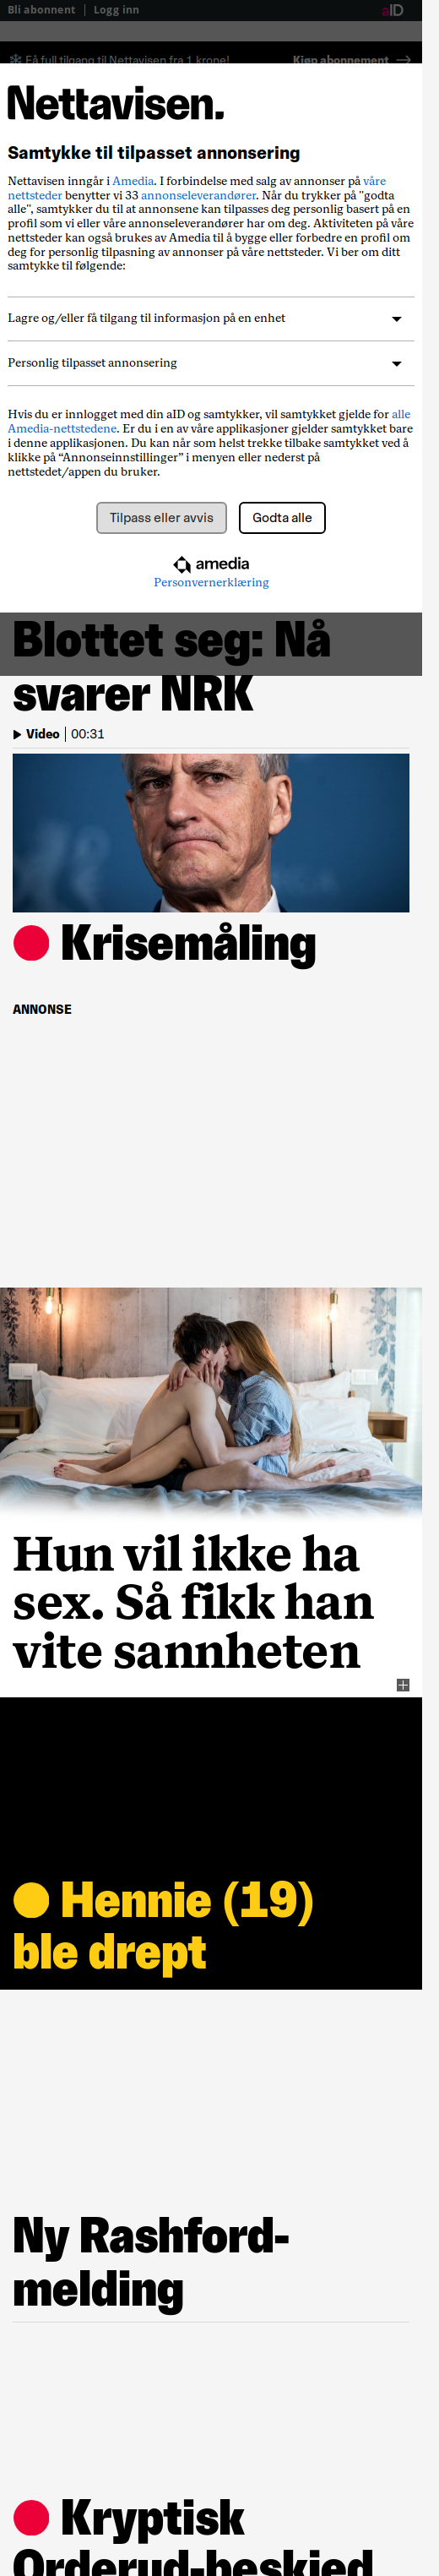 Bli abonnent | Logg inn aID
Få full tilgang til Nettavisen fra 1 krone! Kjøp abonnement
Nettavisen.
Samtykke til tilpasset annonsering
Nettavisen inngår i Amedia. I forbindelse med salg av annonser på våre
nettsteder benytter vi 33 annonseleverandører. Når du trykker på "godta
alle", samtykker du til at annonsene kan tilpasses deg personlig basert på en
profil som vi eller våre annonseleverandører har om deg. Aktiviteten på våre
nettsteder kan også brukes av Amedia til å bygge eller forbedre en profil om
deg for personlig tilpasning av annonser på våre nettsteder. Vi ber om ditt
samtykke til følgende:
Lagre og/eller få tilgang til informasjon på en enhet
Personlig tilpasset annonsering
Hvis du er innlogget med din aID og samtykker, vil samtykket gjelde for alle
Amedia-nettstedene. Er du i en av våre applikasjoner gjelder samtykket bare
i denne applikasjonen. Du kan når som helst trekke tilbake samtykket ved å
klikke på “Annonseinnstillinger” i menyen eller nederst på
nettstedet/appen du bruker.
Tilpass eller avvis Godta alle
amedia
Personvernerklæring
Blottet seg: Nå
svarer NRK
Video | 00:31
Krisemåling
ANNONSE
Hun vil ikke ha
sex. Så fikk han
vite sannheten
Hennie (19)
ble drept
Ny Rashford-
melding
Kryptisk
Orderud-beskjed